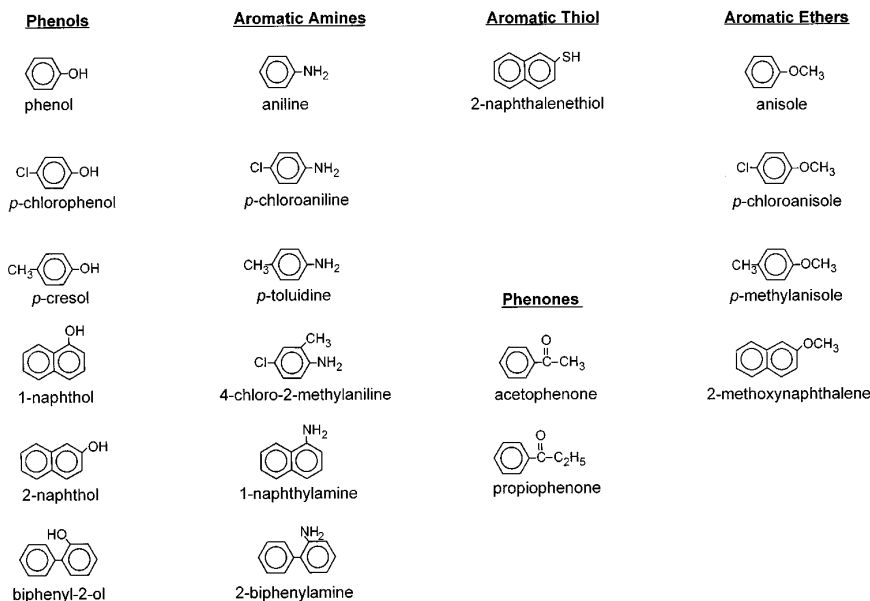 Phenols
Aromatic Amines
Aromatic Thiol
Aromatic Ethers
OH
NH₂
SH
OCH₃
phenol
aniline
2-naphthalenethiol
anisole
Cl OH
Cl NH₂
Cl OCH₃
p-chlorophenol
p-chloroaniline
p-chloroanisole
CH₃ OH
CH₃ NH₂
CH₃ OCH₃
p-cresol
p-toluidine
p-methylanisole
Phenones
OH
CH₃
Cl NH₂
O
C-CH₃
OCH₃
1-naphthol
4-chloro-2-methylaniline
acetophenone
2-methoxynaphthalene
OH
NH₂
O
C-C₂H₅
2-naphthol
1-naphthylamine
propiophenone
HO
NH₂
biphenyl-2-ol
2-biphenylamine